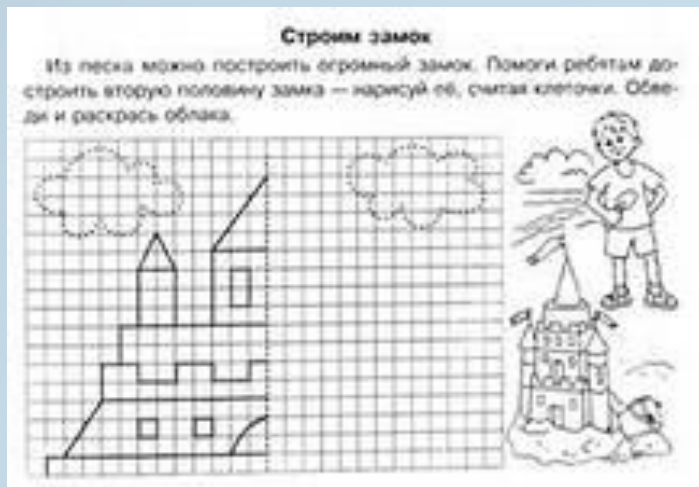 Строим замок
Из песка можно построить огромный замок. Помоги ребятам до-
строить вторую половину замка — нарисуй её, считая клеточки. Обве-
ди и раскрась облака.